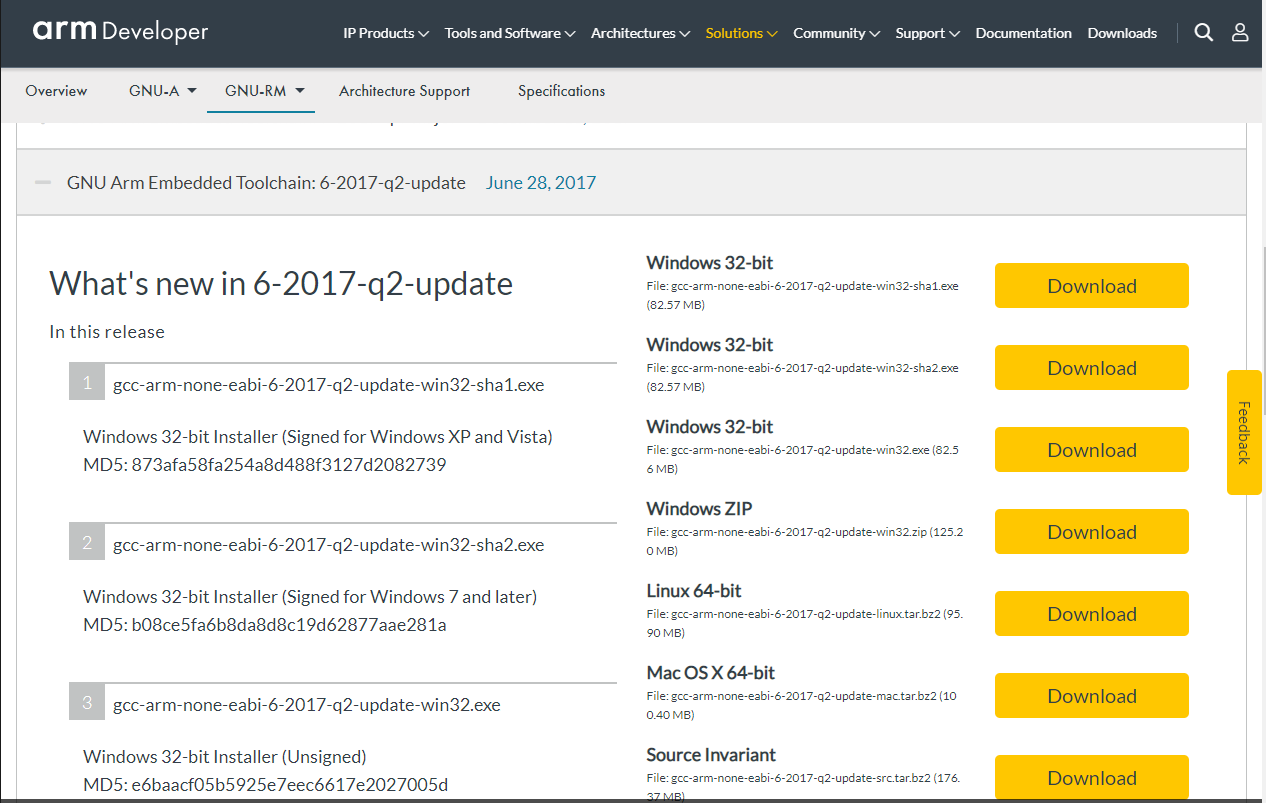 arm Developer
IP Products Tools and Software Architectures Solutions Community Support Documentation Downloads
Overview GNU-A GNU-RM Architecture Support Specifications
GNU Arm Embedded Toolchain: 6-2017-q2-update June 28, 2017
What's new in 6-2017-q2-update
In this release
1 gcc-arm-none-eabi-6-2017-q2-update-win32-sha1.exe
Windows 32-bit Installer (Signed for Windows XP and Vista)
MD5: 873afa58fa254a8d488f3127d2082739
2 gcc-arm-none-eabi-6-2017-q2-update-win32-sha2.exe
Windows 32-bit Installer (Signed for Windows 7 and later)
MD5: b08ce5fa6b8da8d8c19d62877aae281a
3 gcc-arm-none-eabi-6-2017-q2-update-win32.exe
Windows 32-bit Installer (Unsigned)
MD5: e6baacf05b5925e7eec6617e2027005d
Windows 32-bit
File: gcc-arm-none-eabi-6-2017-q2-update-win32-sha1.exe
(82.57 MB)
Download
Windows 32-bit
File: gcc-arm-none-eabi-6-2017-q2-update-win32-sha2.exe
(82.57 MB)
Download
Windows 32-bit
File: gcc-arm-none-eabi-6-2017-q2-update-win32.exe (82.5
6 MB)
Download
Windows ZIP
File: gcc-arm-none-eabi-6-2017-q2-update-win32.zip (125.2
0 MB)
Download
Linux 64-bit
File: gcc-arm-none-eabi-6-2017-q2-update-linux.tar.bz2 (95.
90 MB)
Download
Mac OS X 64-bit
File: gcc-arm-none-eabi-6-2017-q2-update-mac.tar.bz2 (10
0.40 MB)
Download
Source Invariant
File: gcc-arm-none-eabi-6-2017-q2-update-src.tar.bz2 (176.
37 MB)
Download
Feedback